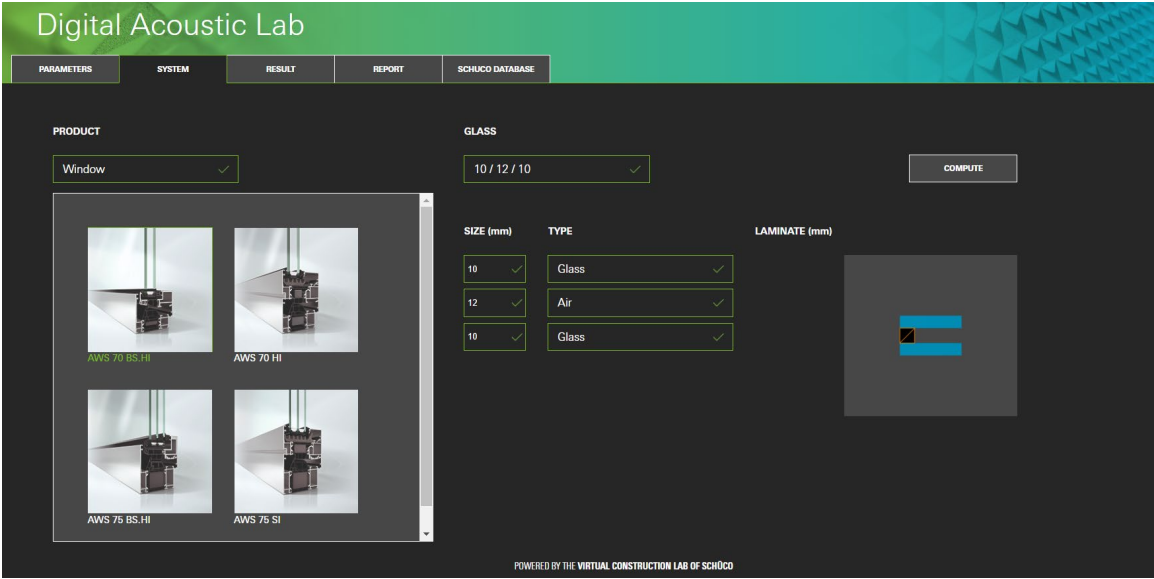 Digital Acoustic Lab
PARAMETERS SYSTEM RESULT REPORT SCHUCO DATABASE
PRODUCT
Window
AWS 70 BS.HI AWS 70 HI
AWS 75 BS.HI AWS 75 SI
GLASS
10 / 12 / 10
COMPUTE
SIZE (mm) TYPE LAMINATE (mm)
10 Glass
12 Air
10 Glass
POWERED BY THE VIRTUAL CONSTRUCTION LAB OF SCHÜCO